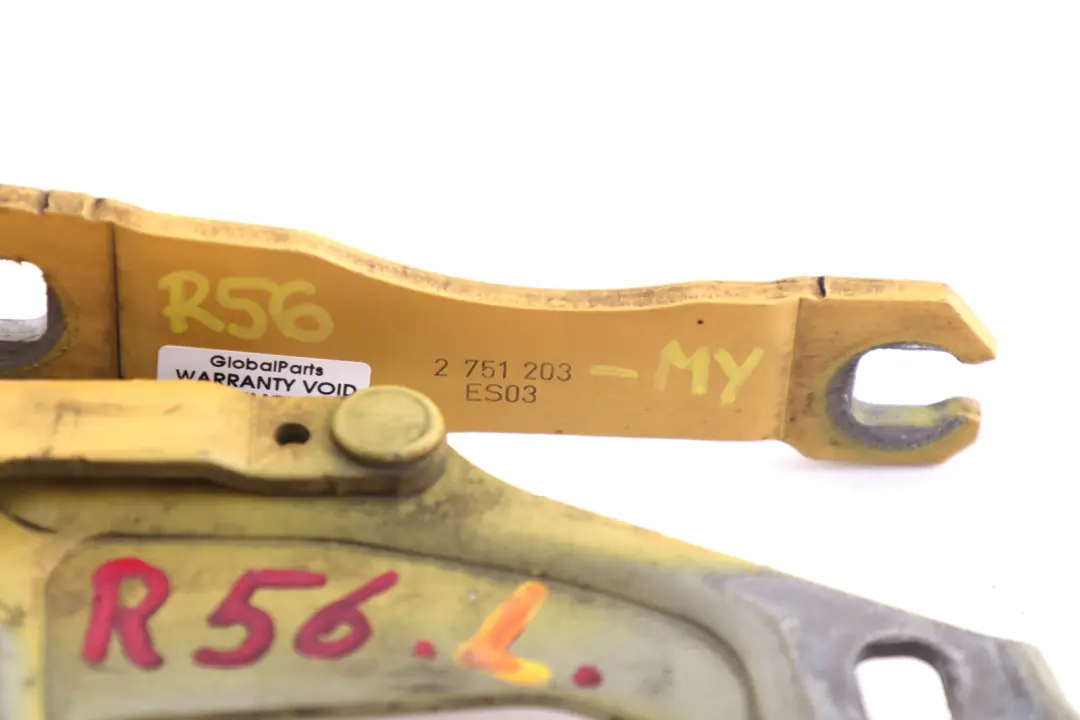 R56
GlobalParts
WARRANTY VOID
2 751 203 - MY
ES03
R56.L.